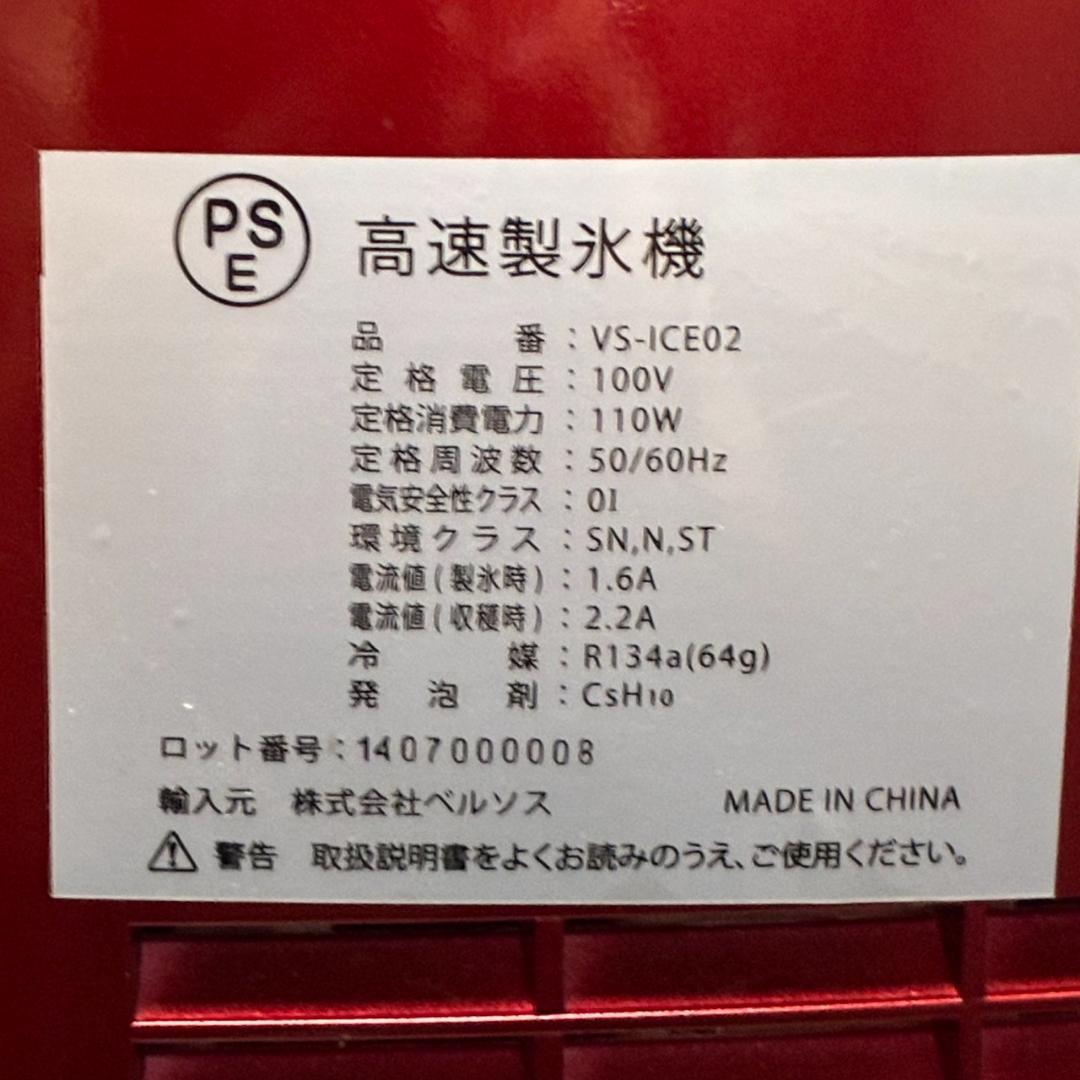 PS
E
高速製氷機
品番：VS-ICE02
定格電圧：100V
定格消費電力：110W
定格周波数：50/60Hz
電気安全性クラス：0I
環境クラス：SN,N,ST
電流値(製氷時)：1.6A
電流値(収穫時)：2.2A
冷媒：R134a(64g)
発泡剤：CsH10
ロット番号：1407000008
輸入元　株式会社ベルソス　MADE IN CHINA
警告　取扱説明書をよくお読みのうえ、ご使用ください。